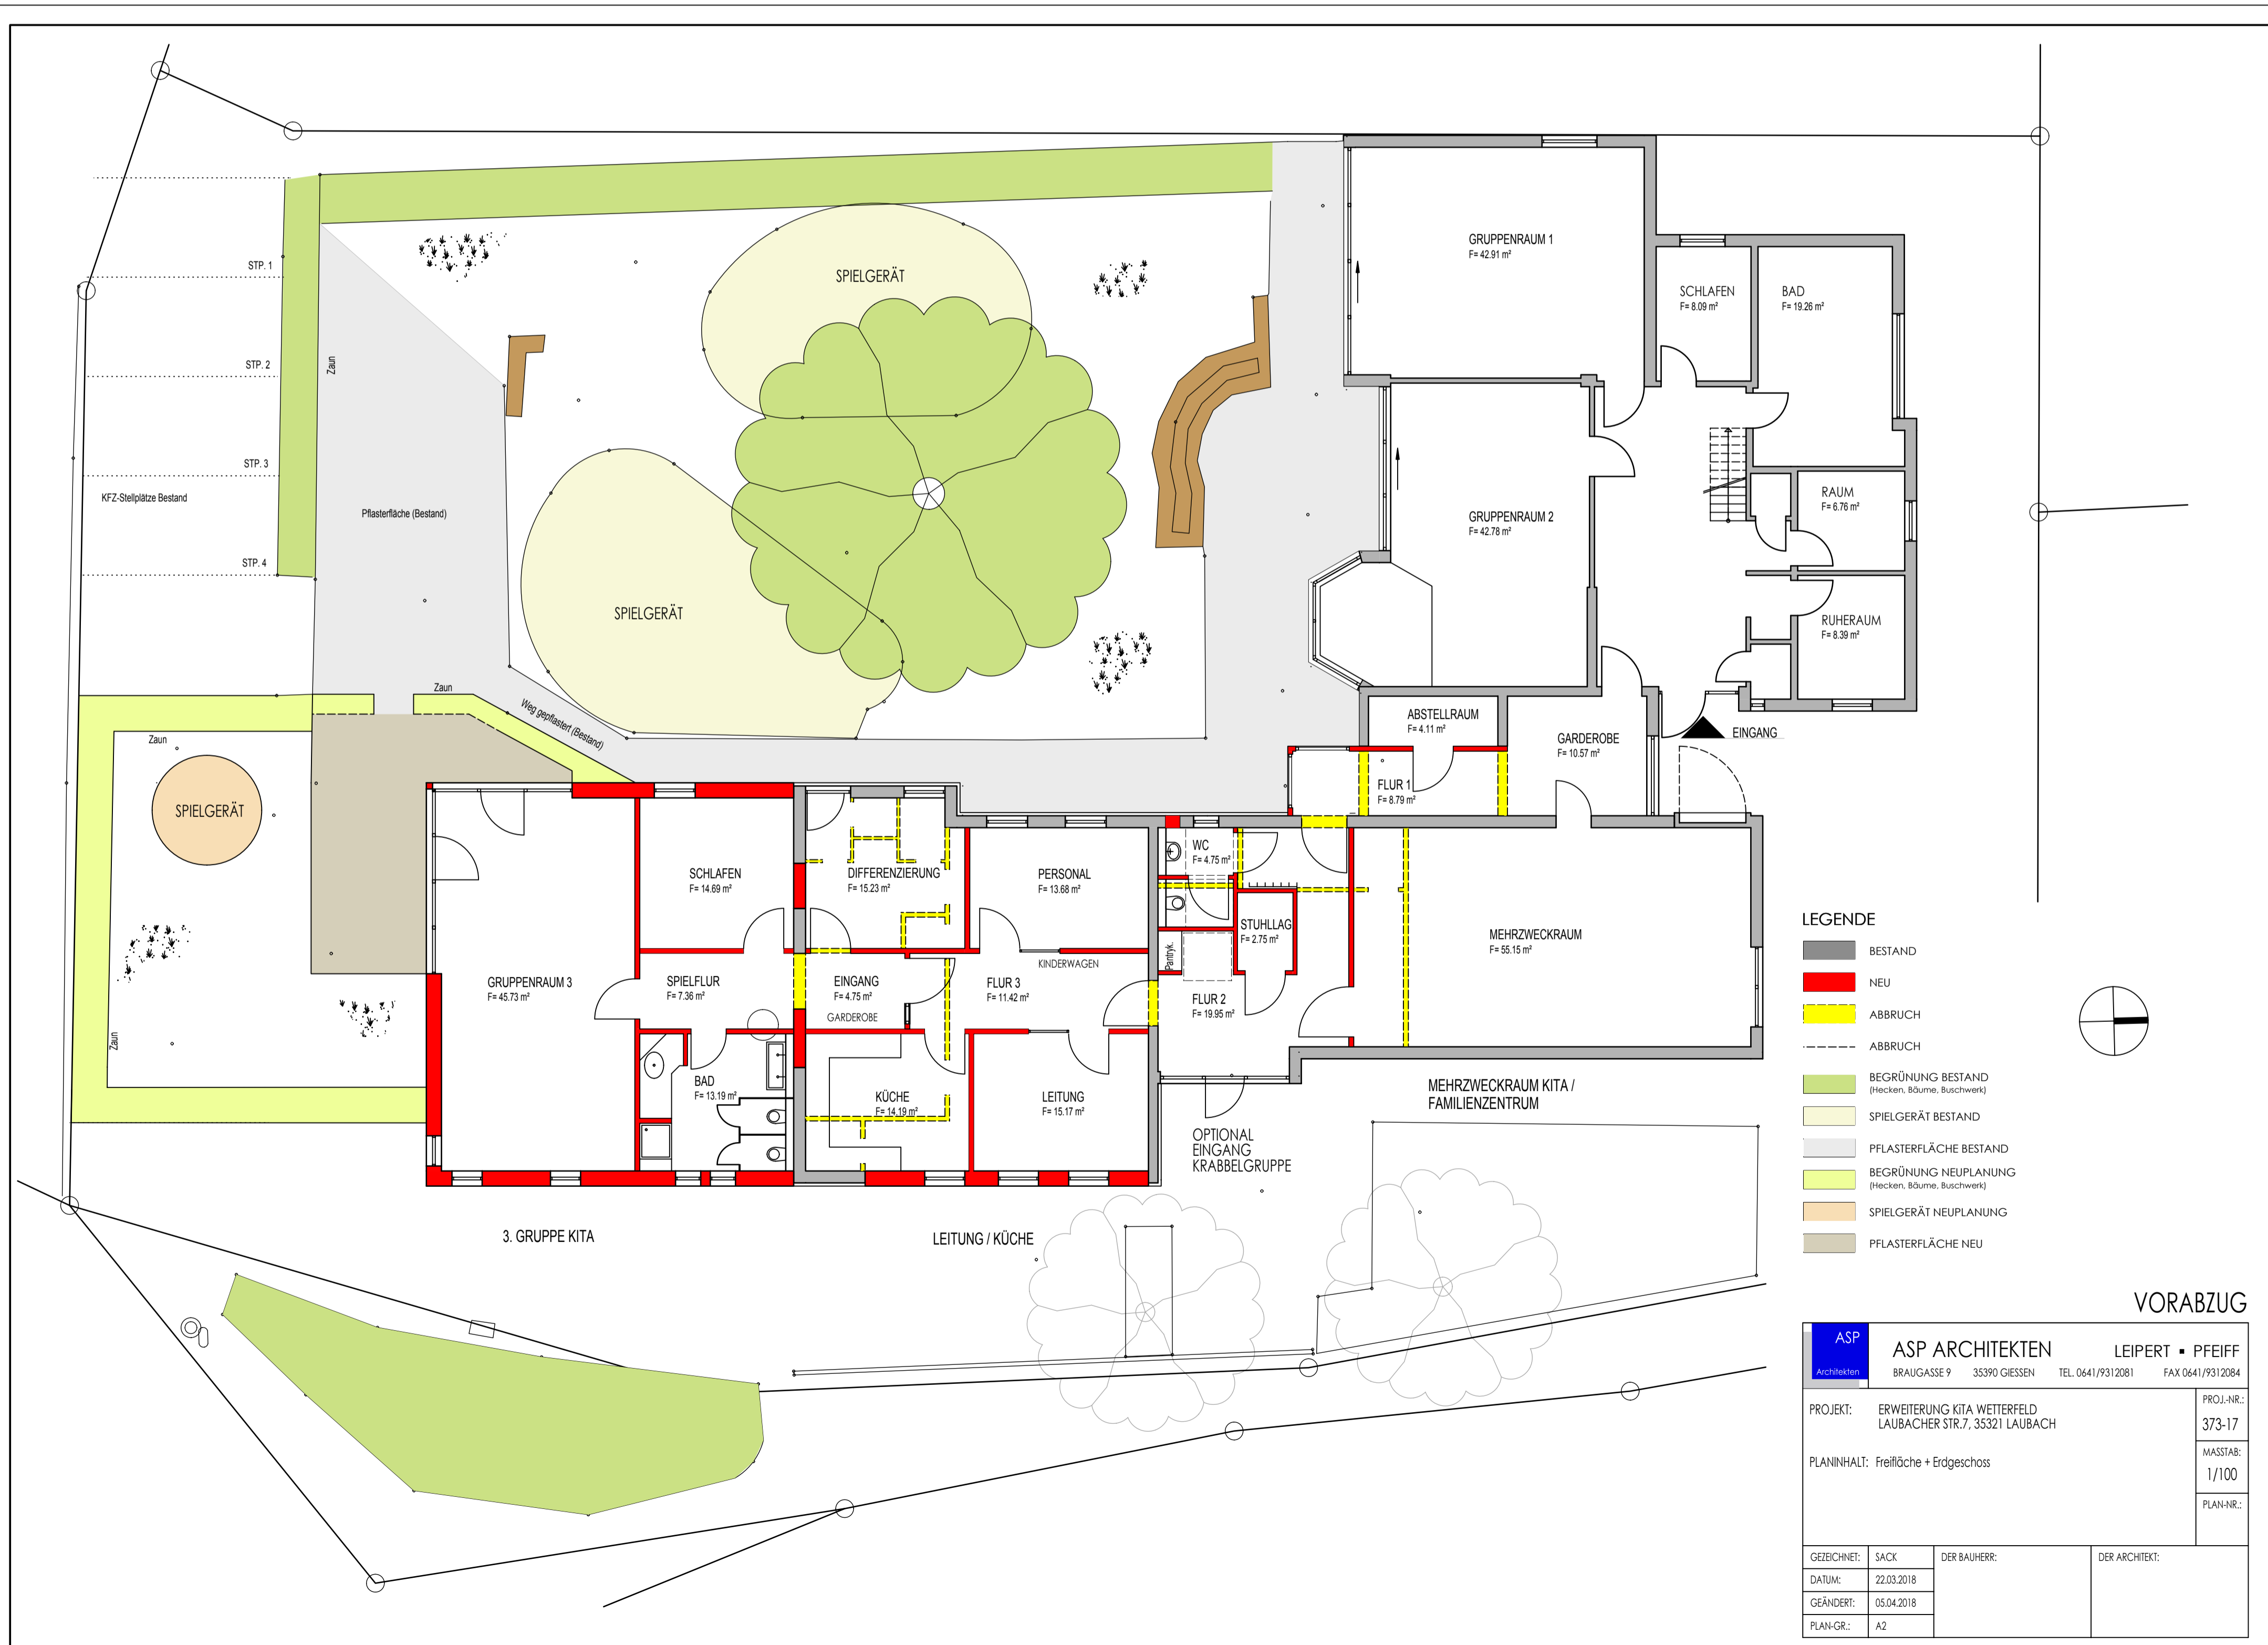 STP. 1
STP. 2
STP. 3
STP. 4
KFZ-Stellplätze Bestand
Zaun
Pflasterfläche (Bestand)
SPIELGERÄT
SPIELGERÄT
Zaun
Weg gepflastert (Bestand)
Zaun
SPIELGERÄT
Zaun
GRUPPENRAUM 1
F= 42.91 m²
SCHLAFEN
F= 8.09 m²
BAD
F= 19.26 m²
GRUPPENRAUM 2
F= 42.78 m²
RAUM
F= 6.76 m²
RUHERAUM
F= 8.39 m²
ABSTELLRAUM
F= 4.11 m²
GARDEROBE
F= 10.57 m²
EINGANG
FLUR 1
F= 8.79 m²
GRUPPENRAUM 3
F= 45.73 m²
SCHLAFEN
F= 14.69 m²
DIFFERENZIERUNG
F= 15.23 m²
PERSONAL
F= 13.68 m²
WC
F= 4.75 m²
STUHLLAG
F= 2.75 m²
Pantryk.
MEHRZWECKRAUM
F= 55.15 m²
SPIELFLUR
F= 7.36 m²
EINGANG
F= 4.75 m²
GARDEROBE
FLUR 3
F= 11.42 m²
KINDERWAGEN
FLUR 2
F= 19.95 m²
BAD
F= 13.19 m²
KÜCHE
F= 14.19 m²
LEITUNG
F= 15.17 m²
OPTIONAL
EINGANG
KRABBELGRUPPE
MEHRZWECKRAUM KITA /
FAMILIENZENTRUM
3. GRUPPE KITA
LEITUNG / KÜCHE
LEGENDE
BESTAND
NEU
ABBRUCH
ABBRUCH
BEGRÜNUNG BESTAND
(Hecken, Bäume, Buschwerk)
SPIELGERÄT BESTAND
PFLASTERFLÄCHE BESTAND
BEGRÜNUNG NEUPLANUNG
(Hecken, Bäume, Buschwerk)
SPIELGERÄT NEUPLANUNG
PFLASTERFLÄCHE NEU
VORABZUG
ASP
Architekten
ASP ARCHITEKTEN LEIPERT ▪ PFEIFF
BRAUGASSE 9 35390 GIESSEN TEL. 0641/9312081 FAX 0641/9312084
PROJEKT: ERWEITERUNG KiTA WETTERFELD
LAUBACHER STR.7, 35321 LAUBACH
PROJ.-NR.:
373-17
MASSTAB:
1/100
PLANINHALT: Freifläche + Erdgeschoss
PLAN-NR.:
GEZEICHNET: SACK DER BAUHERR: DER ARCHITEKT:
DATUM: 22.03.2018
GEÄNDERT: 05.04.2018
PLAN-GR.: A2